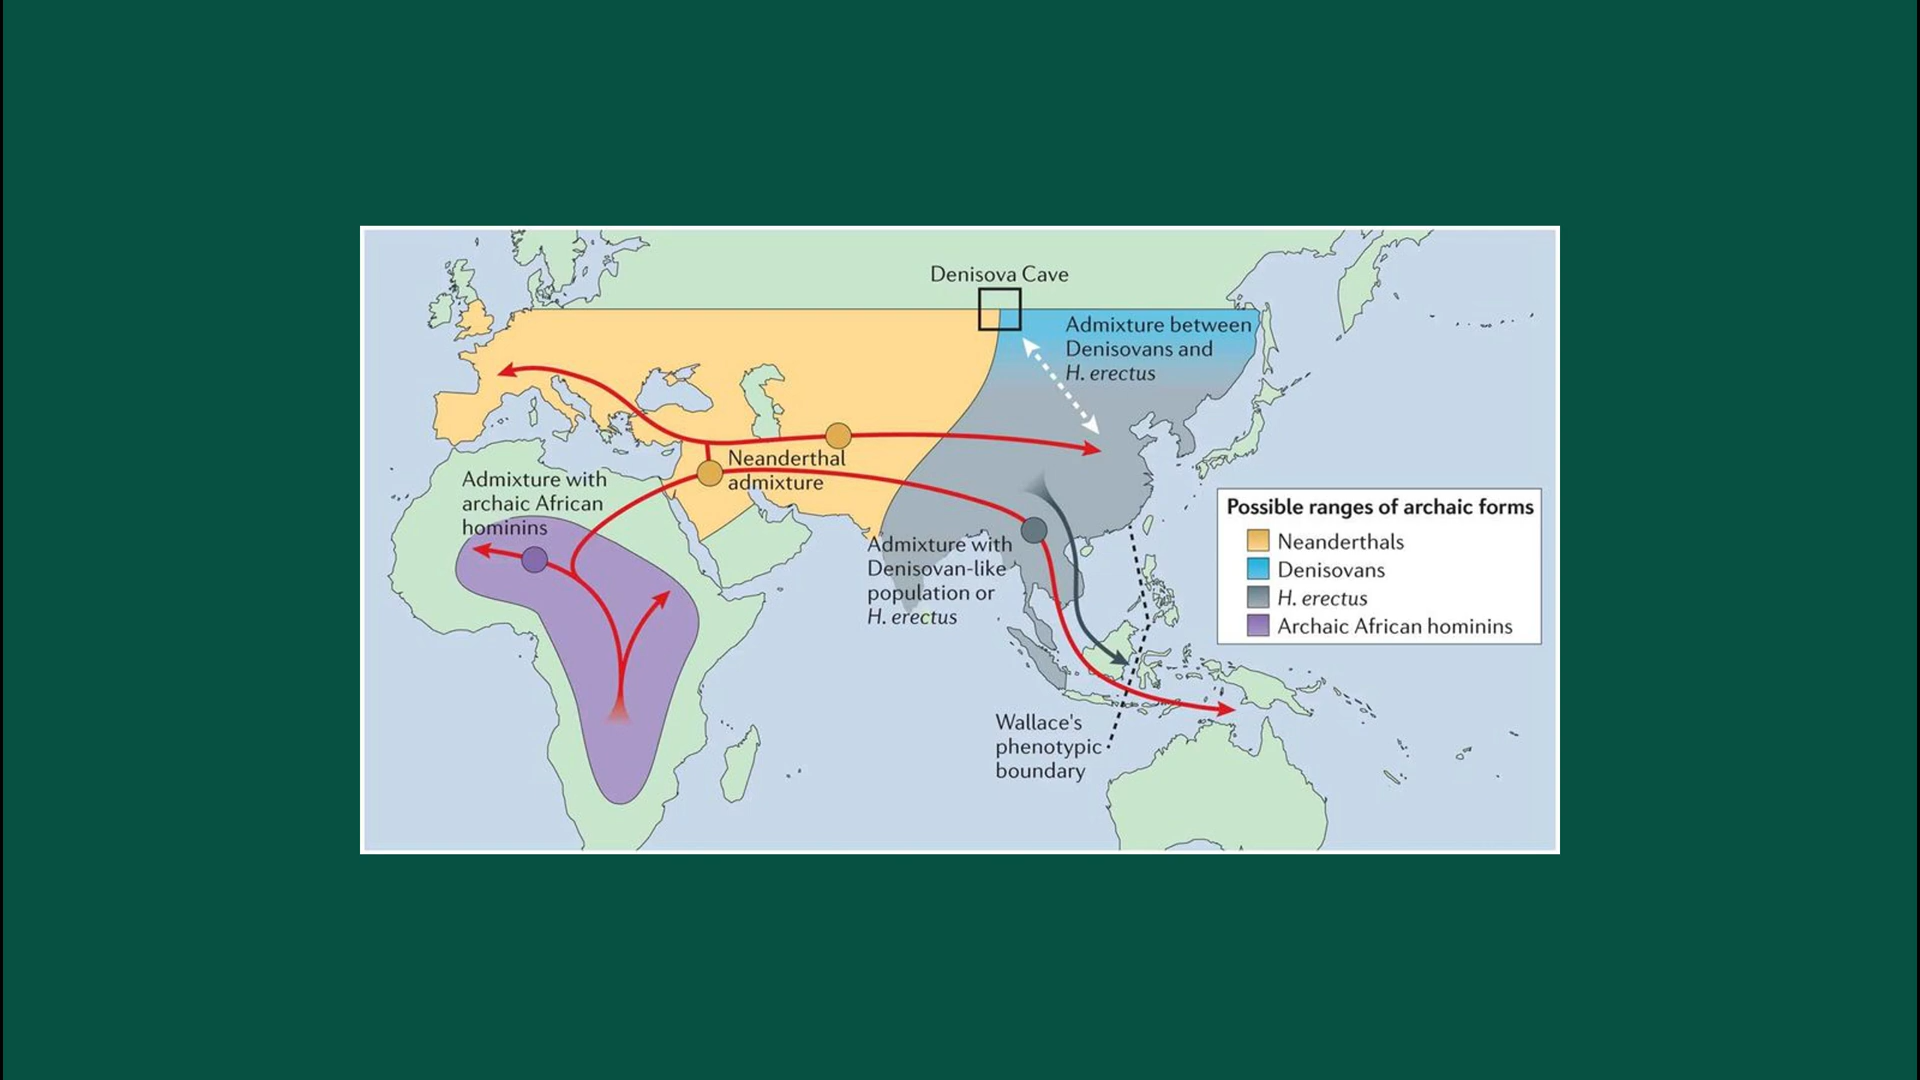 Denisova Cave
Admixture between
Denisovans and
H. erectus
Neanderthal
admixture
Admixture with
archaic African
hominins
Admixture with
Denisovan-like
population or
H. erectus
Wallace's
phenotypic
boundary
Possible ranges of archaic forms
Neanderthals
Denisovans
H. erectus
Archaic African hominins